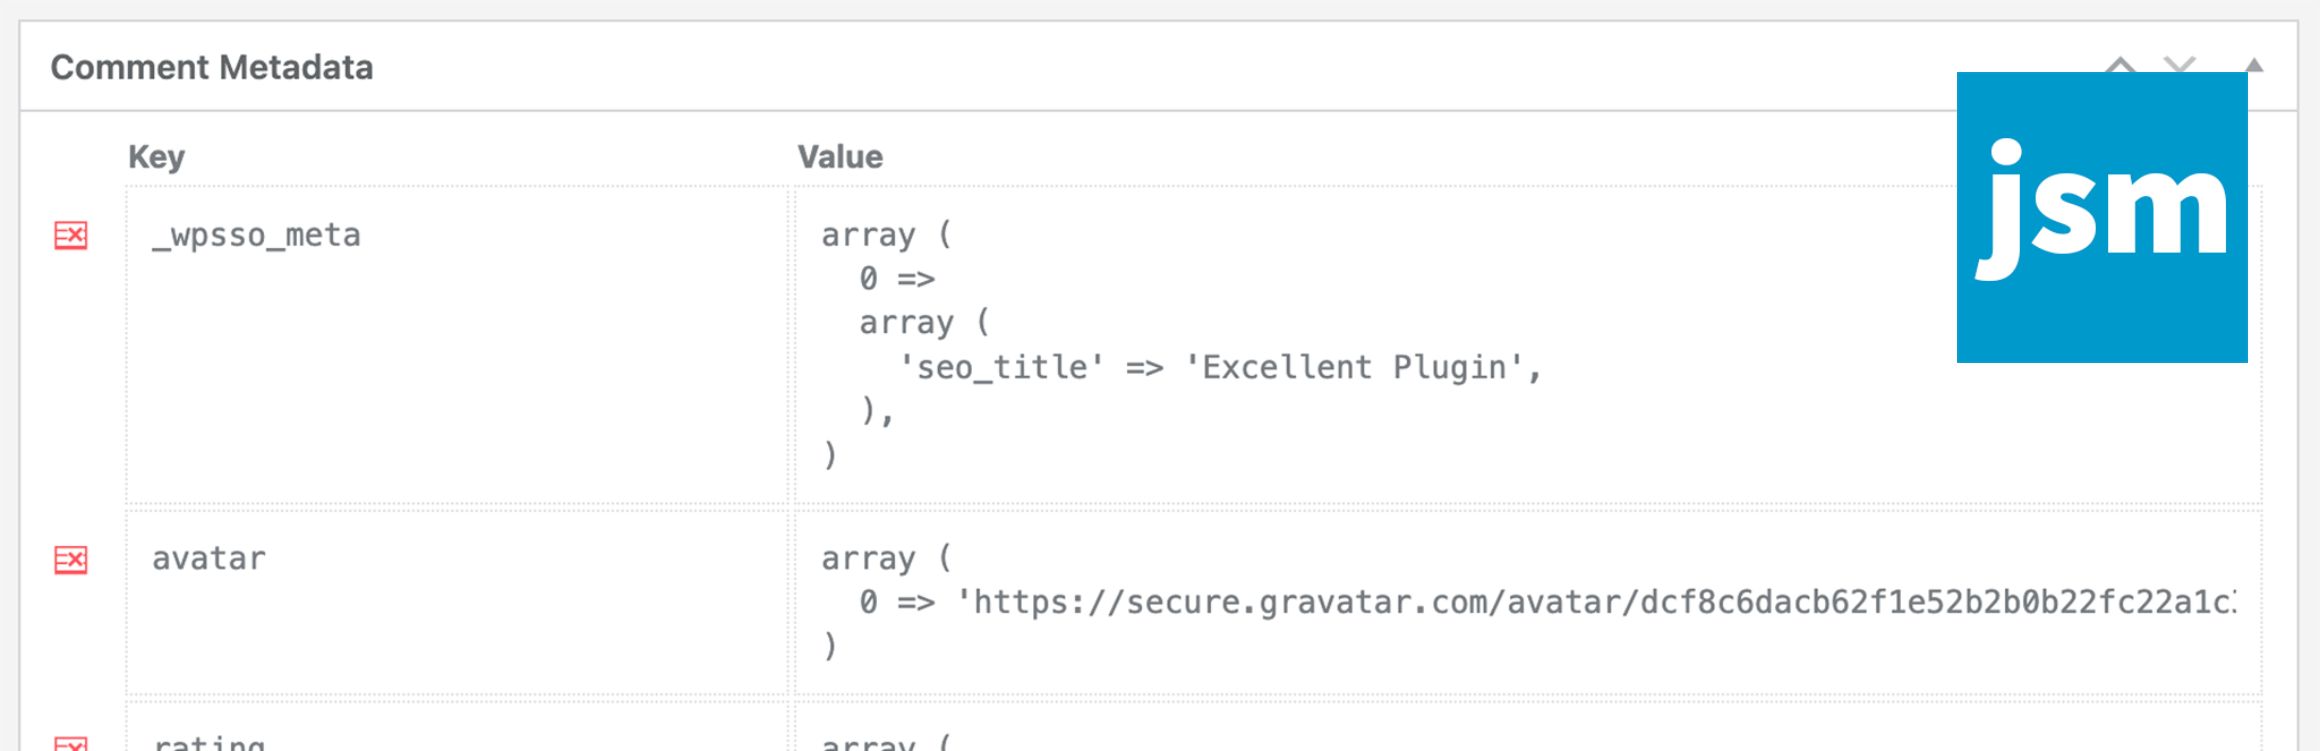 Comment Metadata
jsm
Key Value
_wpsso_meta array (
0 =>
array (
'seo_title' => 'Excellent Plugin',
),
)
avatar array (
0 => 'https://secure.gravatar.com/avatar/dcf8c6dacb62f1e52b2b0b22fc22a1c
)
rating array (